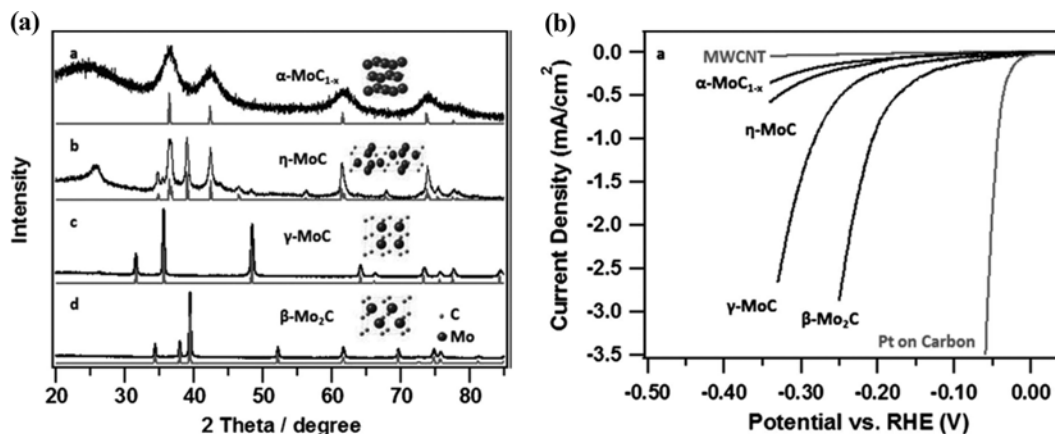 (a)
a
α-MoC1-x
b
η-MoC
c
γ-MoC
d
β-Mo2C
C
Mo
Intensity
20 30 40 50 60 70 80
2 Theta / degree
(b)
a
MWCNT
α-MoC1-x
η-MoC
γ-MoC
β-Mo2C
Pt on Carbon
Current Density (mA/cm2)
0.0
-0.5
-1.0
-1.5
-2.0
-2.5
-3.0
-3.5
-0.50 -0.40 -0.30 -0.20 -0.10 0.00
Potential vs. RHE (V)